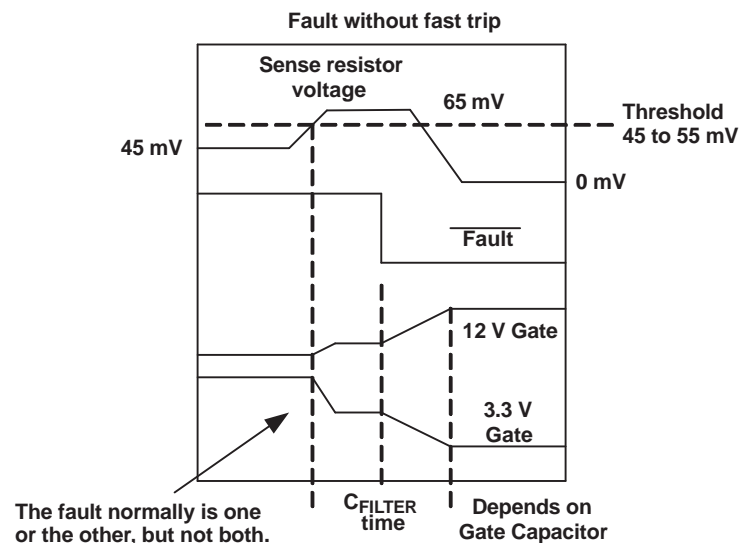 Fault without fast trip
Sense resistor
voltage
65 mV
Threshold
45 to 55 mV
45 mV
0 mV
Fault
12 V Gate
3.3 V
Gate
The fault normally is one
or the other, but not both.
CFILTER
time
Depends on
Gate Capacitor